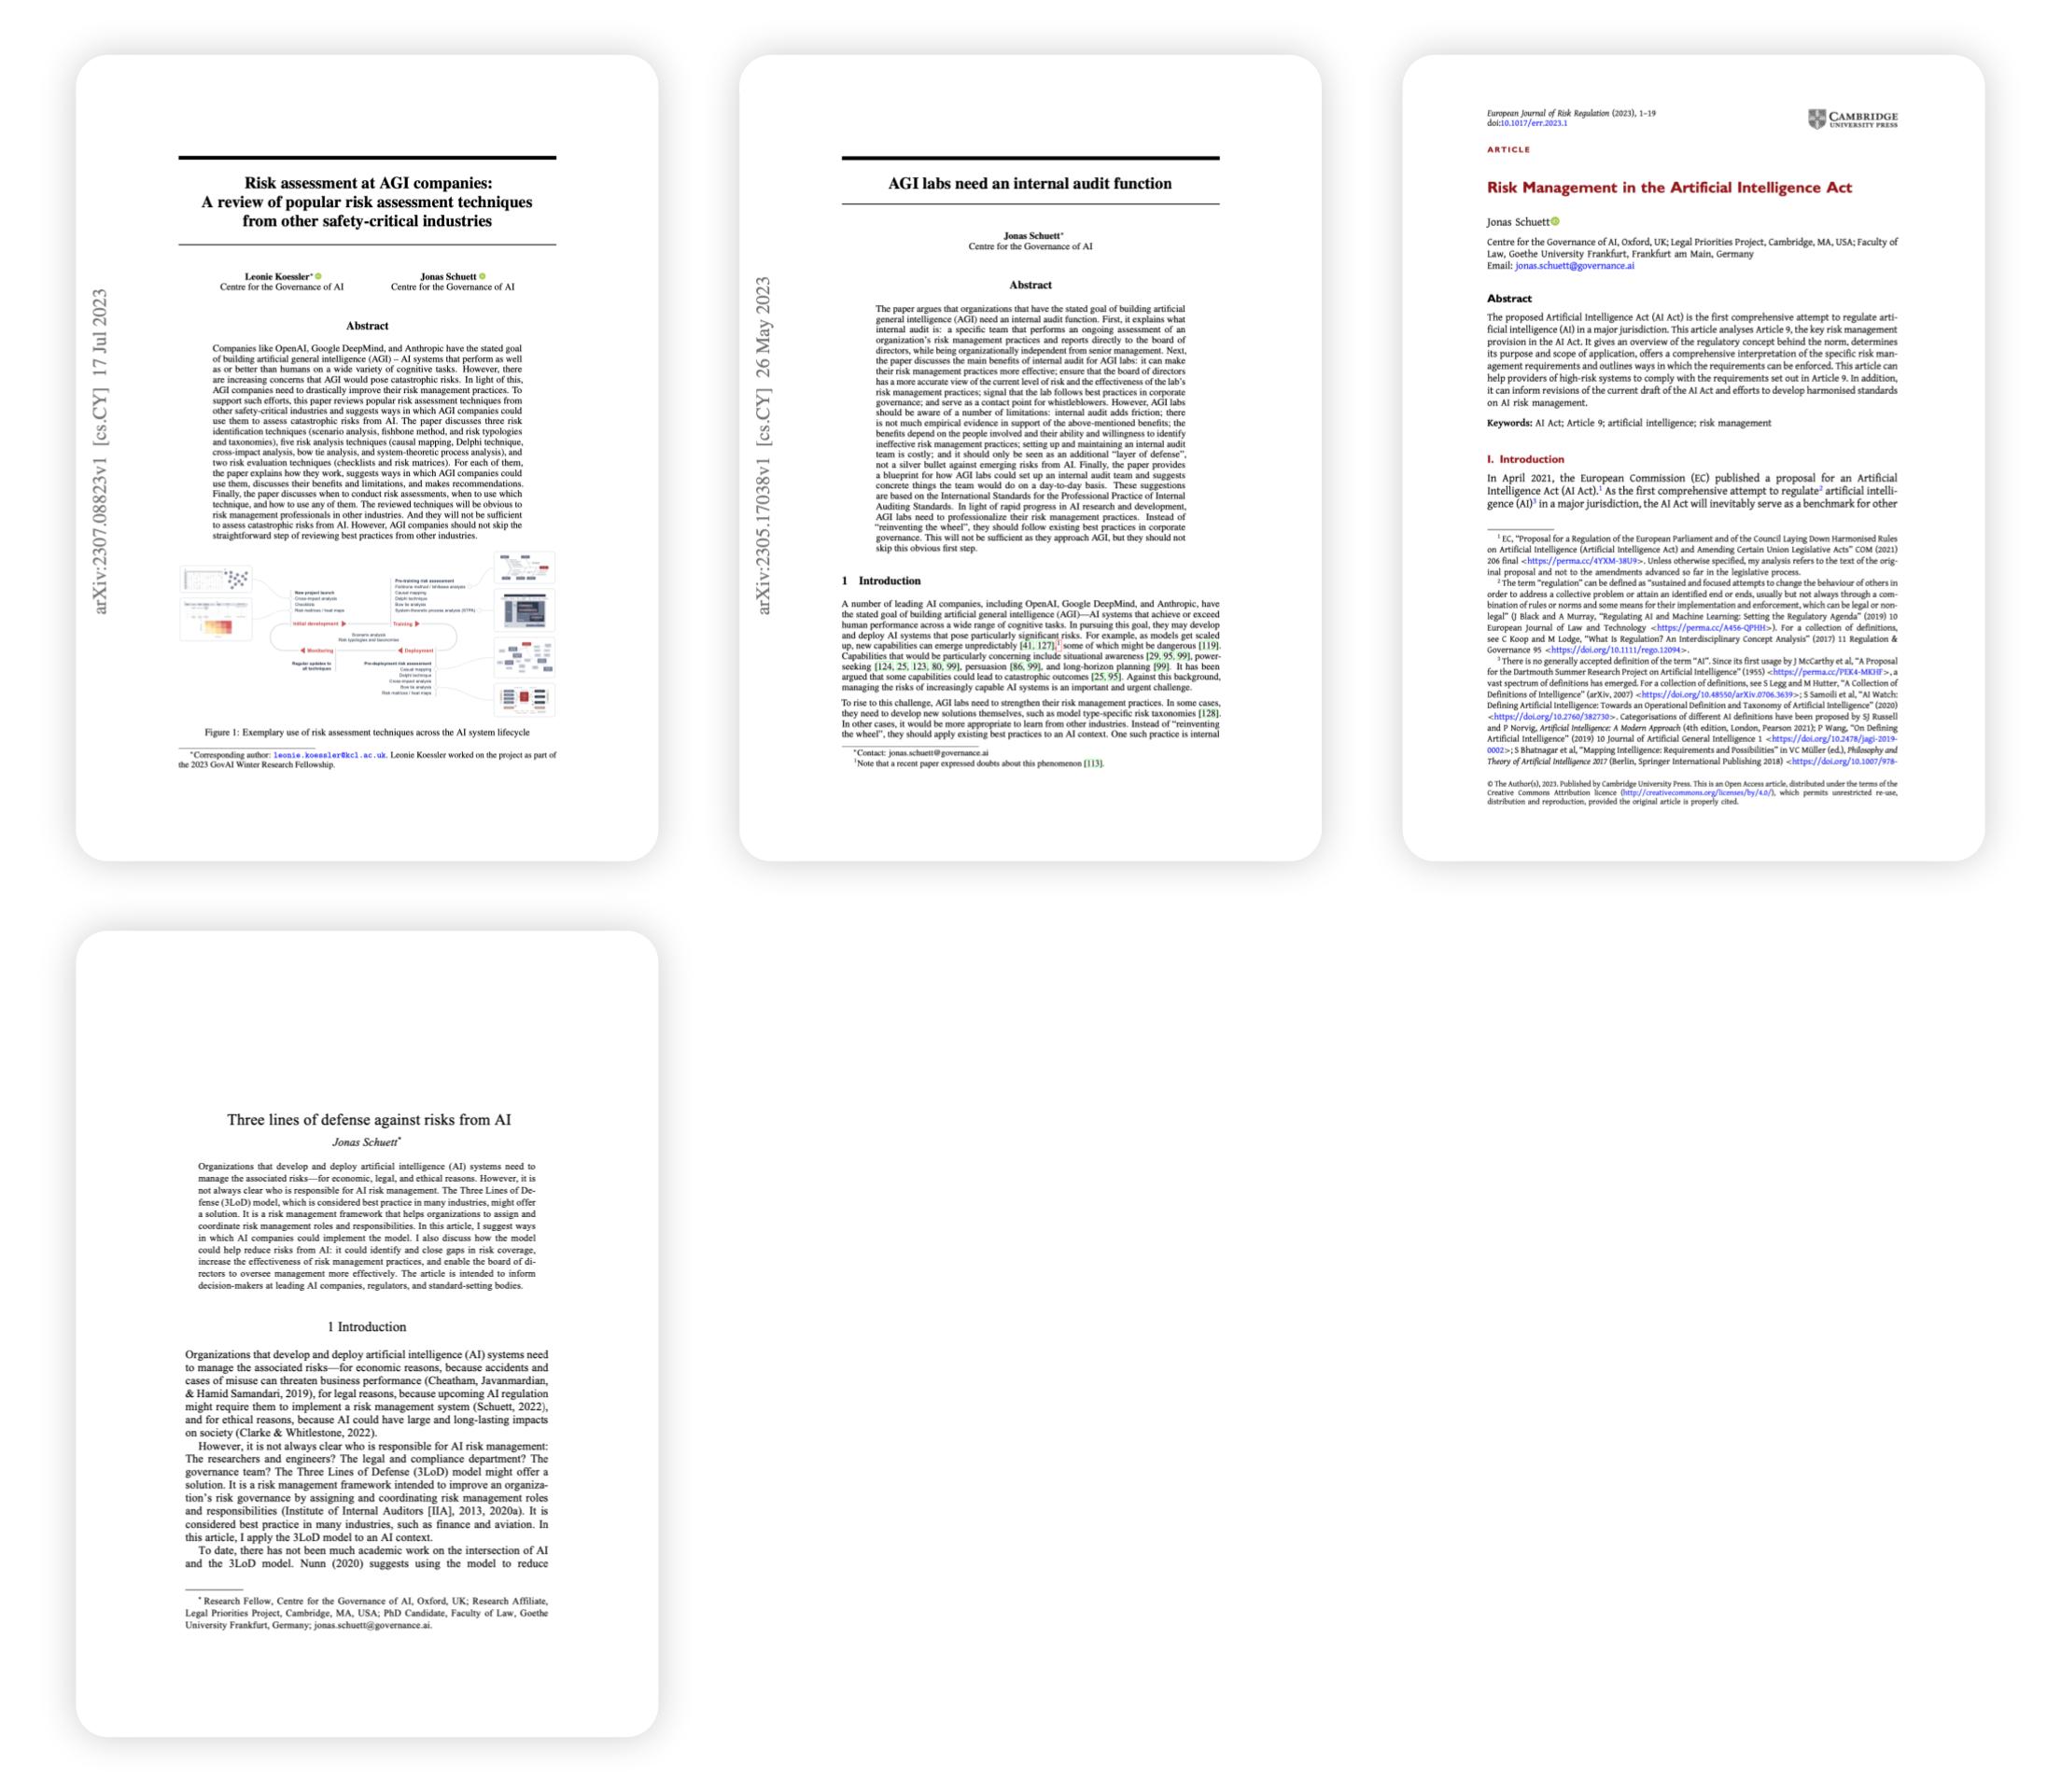 arXiv:2307.08823v1 [cs.CY] 17 Jul 2023
Risk assessment at AGI companies:
A review of popular risk assessment techniques
from other safety-critical industries
Leonie Koessler* Jonas Schuett
Centre for the Governance of AI Centre for the Governance of AI
Abstract
Companies like OpenAI, Google DeepMind, and Anthropic have the stated goal
of building artificial general intelligence (AGI) – AI systems that perform as well
as or better than humans on a wide variety of cognitive tasks. However, there
are increasing concerns that AGI would pose catastrophic risks. In light of this,
AGI companies need to drastically improve their risk management practices. To
support such efforts, this paper reviews popular risk assessment techniques from
other safety-critical industries and suggests ways in which AGI companies could
use them to assess catastrophic risks from AI. The paper discusses three risk
identification techniques (scenario analysis, fishbone method, and risk typologies
and taxonomies), five risk analysis techniques (causal mapping, Delphi technique,
cross-impact analysis, bow tie analysis, and system-theoretic process analysis), and
two risk evaluation techniques (checklists and risk matrices). For each of them,
the paper explains how they work, suggests ways in which AGI companies could
use them, discusses their benefits and limitations, and makes recommendations.
Finally, the paper discusses when to conduct risk assessments, when to use which
technique, and how to use any of them. The reviewed techniques will be obvious to
risk management professionals in other industries. And they will not be sufficient
to assess catastrophic risks from AI. However, AGI companies should not skip the
straightforward step of reviewing best practices from other industries.
New project launch
Cross-impact analysis
Checklists
Risk matrices / heat maps
Pre-training risk assessment
Fishbone method / Ishikawa analysis
Causal mapping
Delphi technique
Bow tie analysis
System-theoretic process analysis (STPA)
Initial development
Training
Scenario analysis
Risk typologies and taxonomies
Monitoring
Deployment
Regular updates to
all techniques
Pre-deployment risk assessment
Causal mapping
Delphi technique
Cross-impact analysis
Bow tie analysis
Risk matrices / heat maps
Figure 1: Exemplary use of risk assessment techniques across the AI system lifecycle
*Corresponding author: leonie.koessler@kcl.ac.uk. Leonie Koessler worked on the project as part of
the 2023 GovAI Winter Research Fellowship.
arXiv:2305.17038v1 [cs.CY] 26 May 2023
AGI labs need an internal audit function
Jonas Schuett*
Centre for the Governance of AI
Abstract
The paper argues that organizations that have the stated goal of building artificial
general intelligence (AGI) need an internal audit function. First, it explains what
internal audit is: a specific team that performs an ongoing assessment of an
organization's risk management practices and reports directly to the board of
directors, while being organizationally independent from senior management. Next,
the paper discusses the main benefits of internal audit for AGI labs: it can make
their risk management practices more effective; ensure that the board of directors
has a more accurate view of the current level of risk and the effectiveness of the lab's
risk management practices; signal that the lab follows best practices in corporate
governance; and serve as a contact point for whistleblowers. However, AGI labs
should be aware of a number of limitations: internal audit adds friction; there
is not much empirical evidence in support of the above-mentioned benefits; the
benefits depend on the people involved and their ability and willingness to identify
ineffective risk management practices; setting up and maintaining an internal audit
team is costly; and it should only be seen as an additional “layer of defense”,
not a silver bullet against emerging risks from AI. Finally, the paper provides
a blueprint for how AGI labs could set up an internal audit team and suggests
concrete things the team would do on a day-to-day basis. These suggestions
are based on the International Standards for the Professional Practice of Internal
Auditing Standards. In light of rapid progress in AI research and development,
AGI labs need to professionalize their risk management practices. Instead of
“reinventing the wheel”, they should follow existing best practices in corporate
governance. This will not be sufficient as they approach AGI, but they should not
skip this obvious first step.
1 Introduction
A number of leading AI companies, including OpenAI, Google DeepMind, and Anthropic, have
the stated goal of building artificial general intelligence (AGI)—AI systems that achieve or exceed
human performance across a wide range of cognitive tasks. In pursuing this goal, they may develop
and deploy AI systems that pose particularly significant risks. For example, as models get scaled
up, new capabilities can emerge unpredictably [41, 127],1 some of which might be dangerous [119].
Capabilities that would be particularly concerning include situational awareness [29, 95, 99], power-
seeking [124, 25, 123, 80, 99], persuasion [86, 99], and long-horizon planning [99]. It has been
argued that some capabilities could lead to catastrophic outcomes [25, 95]. Against this background,
managing the risks of increasingly capable AI systems is an important and urgent challenge.
To rise to this challenge, AGI labs need to strengthen their risk management practices. In some cases,
they need to develop new solutions themselves, such as model type-specific risk taxonomies [128].
In other cases, it would be more appropriate to learn from other industries. Instead of “reinventing
the wheel”, they should apply existing best practices to an AI context. One such practice is internal
*Contact: jonas.schuett@governance.ai
1Note that a recent paper expressed doubts about this phenomenon [113].
European Journal of Risk Regulation (2023), 1–19
doi:10.1017/err.2023.1
CAMBRIDGE
UNIVERSITY PRESS
ARTICLE
Risk Management in the Artificial Intelligence Act
Jonas Schuett
Centre for the Governance of AI, Oxford, UK; Legal Priorities Project, Cambridge, MA, USA; Faculty of
Law, Goethe University Frankfurt, Frankfurt am Main, Germany
Email: jonas.schuett@governance.ai
Abstract
The proposed Artificial Intelligence Act (AI Act) is the first comprehensive attempt to regulate arti-
ficial intelligence (AI) in a major jurisdiction. This article analyses Article 9, the key risk management
provision in the AI Act. It gives an overview of the regulatory concept behind the norm, determines
its purpose and scope of application, offers a comprehensive interpretation of the specific risk man-
agement requirements and outlines ways in which the requirements can be enforced. This article can
help providers of high-risk systems to comply with the requirements set out in Article 9. In addition,
it can inform revisions of the current draft of the AI Act and efforts to develop harmonised standards
on AI risk management.
Keywords: AI Act; Article 9; artificial intelligence; risk management
I. Introduction
In April 2021, the European Commission (EC) published a proposal for an Artificial
Intelligence Act (AI Act).1 As the first comprehensive attempt to regulate2 artificial intelli-
gence (AI)3 in a major jurisdiction, the AI Act will inevitably serve as a benchmark for other
1 EC, “Proposal for a Regulation of the European Parliament and of the Council Laying Down Harmonised Rules
on Artificial Intelligence (Artificial Intelligence Act) and Amending Certain Union Legislative Acts” COM (2021)
206 final <https://perma.cc/4YXM-38U9>. Unless otherwise specified, my analysis refers to the text of the orig-
inal proposal and not to the amendments advanced so far in the legislative process.
2 The term “regulation” can be defined as “sustained and focused attempts to change the behaviour of others in
order to address a collective problem or attain an identified end or ends, usually but not always through a com-
bination of rules or norms and some means for their implementation and enforcement, which can be legal or non-
legal” (J Black and A Murray, “Regulating AI and Machine Learning: Setting the Regulatory Agenda” (2019) 10
European Journal of Law and Technology <https://perma.cc/A456-QPHH>). For a collection of definitions,
see C Koop and M Lodge, “What Is Regulation? An Interdisciplinary Concept Analysis” (2017) 11 Regulation &
Governance 95 <https://doi.org/10.1111/rego.12094>.
3 There is no generally accepted definition of the term “AI”. Since its first usage by J McCarthy et al, “A Proposal
for the Dartmouth Summer Research Project on Artificial Intelligence” (1955) <https://perma.cc/PEK4-MKHF>, a
vast spectrum of definitions has emerged. For a collection of definitions, see S Legg and M Hutter, “A Collection of
Definitions of Intelligence” (arXiv, 2007) <https://doi.org/10.48550/arXiv.0706.3639>; S Samoili et al, “AI Watch:
Defining Artificial Intelligence: Towards an Operational Definition and Taxonomy of Artificial Intelligence” (2020)
<https://doi.org/10.2760/382730>. Categorisations of different AI definitions have been proposed by SJ Russell
and P Norvig, Artificial Intelligence: A Modern Approach (4th edition, London, Pearson 2021); P Wang, “On Defining
Artificial Intelligence” (2019) 10 Journal of Artificial General Intelligence 1 <https://doi.org/10.2478/jagi-2019-
0002>; S Bhatnagar et al, “Mapping Intelligence: Requirements and Possibilities” in VC Müller (ed.), Philosophy and
Theory of Artificial Intelligence 2017 (Berlin, Springer International Publishing 2018) <https://doi.org/10.1007/978-
© The Author(s), 2023. Published by Cambridge University Press. This is an Open Access article, distributed under the terms of the
Creative Commons Attribution licence (http://creativecommons.org/licenses/by/4.0/), which permits unrestricted re-use,
distribution and reproduction, provided the original article is properly cited.
Three lines of defense against risks from AI
Jonas Schuett*
Organizations that develop and deploy artificial intelligence (AI) systems need to
manage the associated risks—for economic, legal, and ethical reasons. However, it is
not always clear who is responsible for AI risk management. The Three Lines of De-
fense (3LoD) model, which is considered best practice in many industries, might offer
a solution. It is a risk management framework that helps organizations to assign and
coordinate risk management roles and responsibilities. In this article, I suggest ways
in which AI companies could implement the model. I also discuss how the model
could help reduce risks from AI: it could identify and close gaps in risk coverage,
increase the effectiveness of risk management practices, and enable the board of di-
rectors to oversee management more effectively. The article is intended to inform
decision-makers at leading AI companies, regulators, and standard-setting bodies.
1 Introduction
Organizations that develop and deploy artificial intelligence (AI) systems need
to manage the associated risks—for economic reasons, because accidents and
cases of misuse can threaten business performance (Cheatham, Javanmardian,
& Hamid Samandari, 2019), for legal reasons, because upcoming AI regulation
might require them to implement a risk management system (Schuett, 2022),
and for ethical reasons, because AI could have large and long-lasting impacts
on society (Clarke & Whitlestone, 2022).
However, it is not always clear who is responsible for AI risk management:
The researchers and engineers? The legal and compliance department? The
governance team? The Three Lines of Defense (3LoD) model might offer a
solution. It is a risk management framework intended to improve an organiza-
tion's risk governance by assigning and coordinating risk management roles
and responsibilities (Institute of Internal Auditors [IIA], 2013, 2020a). It is
considered best practice in many industries, such as finance and aviation. In
this article, I apply the 3LoD model to an AI context.
To date, there has not been much academic work on the intersection of AI
and the 3LoD model. Nunn (2020) suggests using the model to reduce
* Research Fellow, Centre for the Governance of AI, Oxford, UK; Research Affiliate,
Legal Priorities Project, Cambridge, MA, USA; PhD Candidate, Faculty of Law, Goethe
University Frankfurt, Germany; jonas.schuett@governance.ai.